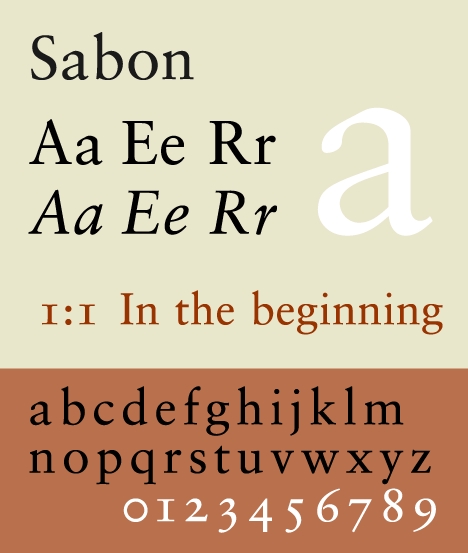 Sabon
Aa Ee Rr
Aa Ee Rr
a
1:1 In the beginning
abcdefghijklm
nopqrstuvwxyz
0123456789